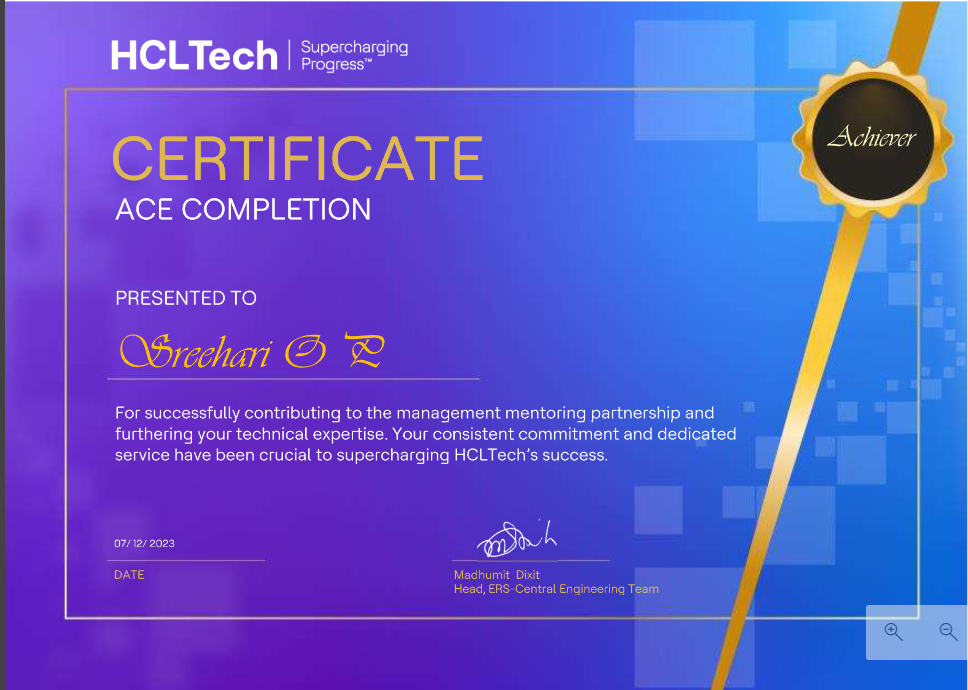 HCLTech | Supercharging
Progress™
Achiever
CERTIFICATE
ACE COMPLETION
PRESENTED TO
Sreehari O P
For successfully contributing to the management mentoring partnership and
furthering your technical expertise. Your consistent commitment and dedicated
service have been crucial to supercharging HCLTech's success.
07/12/2023
DATE
Madhumit Dixit
Head, ERS-Central Engineering Team